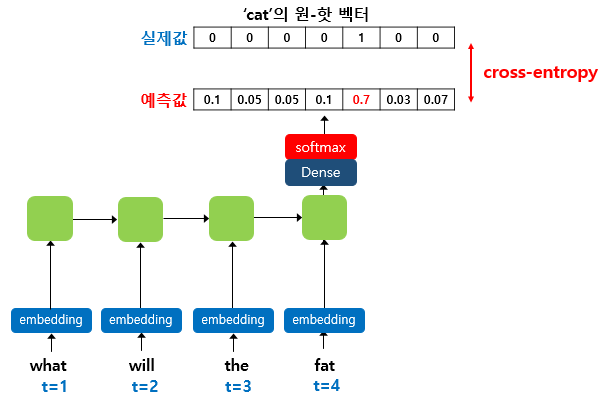 ‘cat’의 원-핫 벡터
실제값 0 0 0 0 1 0 0
cross-entropy
예측값 0.1 0.05 0.05 0.1 0.7 0.03 0.07
softmax
Dense
embedding embedding embedding embedding
what will the fat
t=1 t=2 t=3 t=4